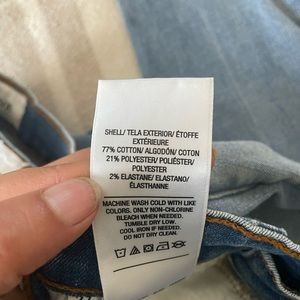 SHELL/ TELA EXTERIOR/ ÉTOFFE
EXTÉRIEURE
77% COTTON/ ALGODÓN/ COTON
21% POLYESTER/ POLIÉSTER/
POLYESTER
2% ELASTANE/ ELASTANO/
ÉLASTHANNE
MACHINE WASH COLD WITH LIKE
COLORS. ONLY NON-CHLORINE
BLEACH WHEN NEEDED.
TUMBLE DRY LOW.
COOL IRON IF NEEDED.
DO NOT DRY CLEAN.